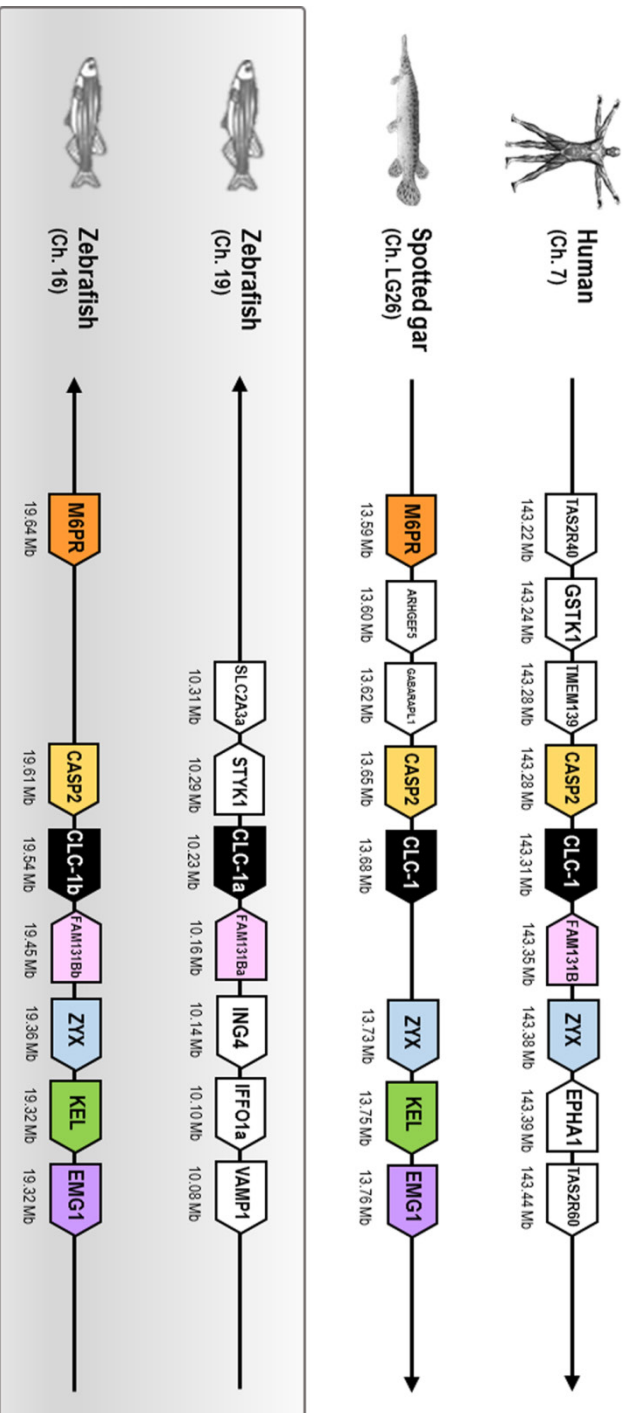 Human
(Ch. 7)
TAS2R40
GSTK1
TMEM139
CASP2
CLC-1
FAM131B
ZYX
EPHA1
TAS2R60
143.22 Mb
143.24 Mb
143.28 Mb
143.28 Mb
143.31 Mb
143.35 Mb
143.38 Mb
143.39 Mb
143.44 Mb
Spotted gar
(Ch. LG26)
M6PR
ARHGEF5
GABARAPL1
CASP2
CLC-1
ZYX
KEL
EMG1
13.59 Mb
13.60 Mb
13.62 Mb
13.65 Mb
13.68 Mb
13.73 Mb
13.75 Mb
13.76 Mb
Zebrafish
(Ch. 19)
SLC2A3a
STYK1
CLC-1a
FAM131Ba
ING4
IFFO1a
VAMP1
10.31 Mb
10.29 Mb
10.23 Mb
10.16 Mb
10.14 Mb
10.10 Mb
10.08 Mb
Zebrafish
(Ch. 16)
M6PR
CASP2
CLC-1b
FAM131Bb
ZYX
KEL
EMG1
19.64 Mb
19.61 Mb
19.54 Mb
19.45 Mb
19.36 Mb
19.32 Mb
19.32 Mb